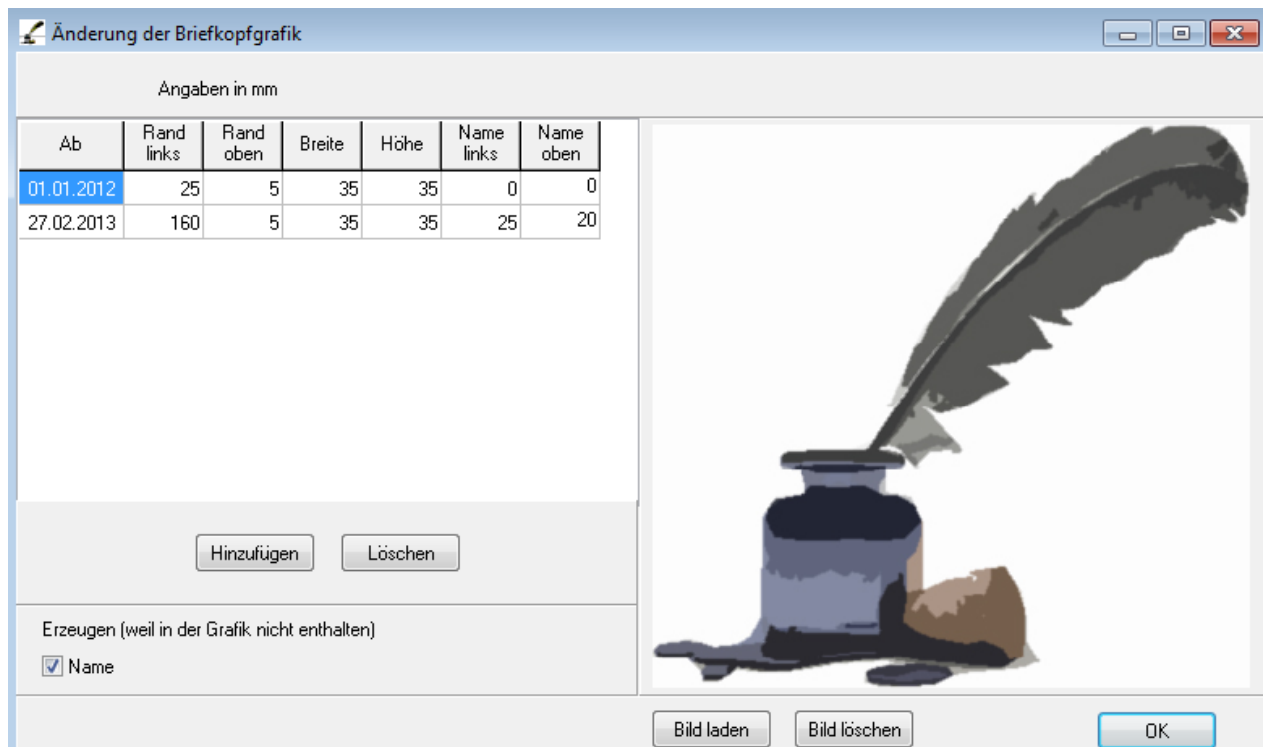 Änderung der Briefkopfgrafik
Angaben in mm
Ab Rand links Rand oben Breite Höhe Name links Name oben
01.01.2012 25 5 35 35 0 0
27.02.2013 160 5 35 35 25 20
Hinzufügen Löschen
Erzeugen (weil in der Grafik nicht enthalten)
Name
Bild laden Bild löschen OK